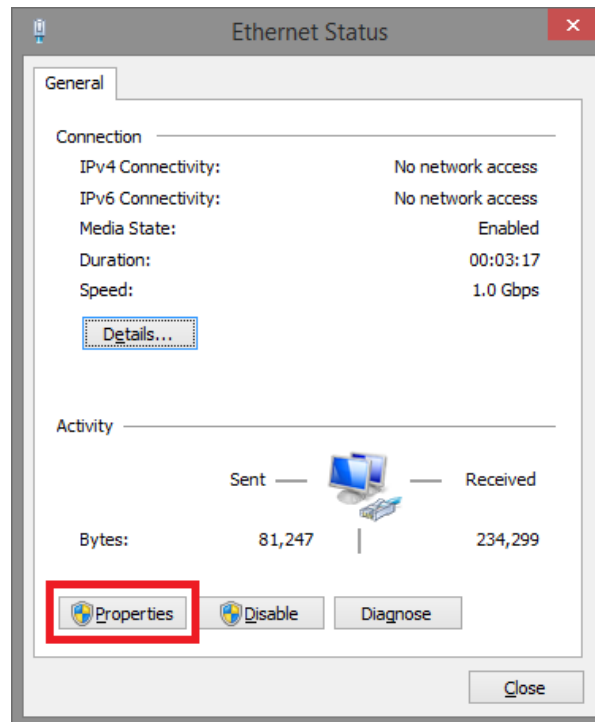 Ethernet Status
General
Connection
IPv4 Connectivity: No network access
IPv6 Connectivity: No network access
Media State: Enabled
Duration: 00:03:17
Speed: 1.0 Gbps
Details...
Activity
Sent Received
Bytes: 81,247 234,299
Properties Disable Diagnose
Close